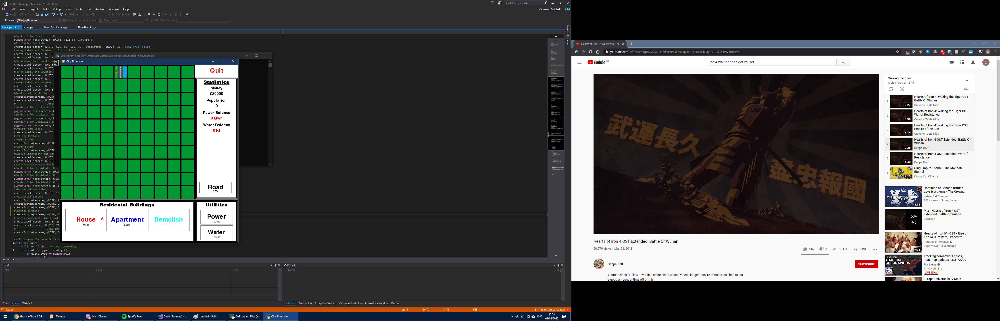 Code (Running) - Microsoft Visual Studio
Quick Launch (Ctrl+Q)
File Edit View Project Build Debug Team Tools Test Analyze Window Help
Cameron Mitchell CM
Debug Any CPU Continue
Process: [N/A] python.exe Lifecycle Events Thread: [1] MainThread Stack Frame:
Code.py Setup.py GameMechanics.py DrawBandO.py
Solution Explorer
#Border 3 for Statistics Box
pygame.draw.rect(screen, WHITE, [615,65, 175,530])
#Statistics Box Label
createLabel(screen, WHITE, 625, 65, 155, 30, "Statistics", BLACK, 30, True, True, False)
#Money Label and Counter in Statistics Box
createLabel(screen, WHITE,
createLabel(screen, WHITE,
#Population Label and Cou
createLabel(screen, WHITE,
createLabel(screen, WHITE,
#Power Label and Counter
createLabel(screen, WHITE,
createLabel(screen, WHITE,
#Water Label and Counter
createLabel(screen, WHITE,
createLabel(screen, WHITE,
#Road Label and Button
createButton(screen, WHITE
createLabel(screen, WHITE,
#--------------------Utili
#Border 1 for Utilities Bo
pygame.draw.rect(screen, W
#Border 2 for Utilities Bo
pygame.draw.rect(screen, G
#Border 3 for Utilities Bo
pygame.draw.rect(screen, W
#Utility Box Label
createLabel(screen, WHITE,
#Utility Buttons
#Power Button
createButton(screen, WHITE
#Water Button
createButton(screen, WHITE
#Labels Underneath the Uti
createLabel(screen, WHITE,
createLabel(screen, WHITE,
#--------------------Resid
#Border 1 for Residental Box
pygame.draw.rect(screen, WHIT
#Border 2 for Residental Box
pygame.draw.rect(screen, GRAY
#Border 3 for Residental Box
pygame.draw.rect(screen, WHIT
#Residental Box Label
createLabel(screen, WHITE, 10
#Residental Buttons
createButton(screen, WHITE, 2
createButton(screen, WHITE, 2
createButton(screen, WHITE, 3
#Upgrade Buttons
createButton(screen, WHITE, 1
#Labels Underneath the Reside
createLabel(screen, WHITE, 25
createLabel(screen, WHITE, 21
#--------------------Quit But
createButton(screen, WHITE, 6
#Will loop while done is fals
while not done:
#Will run if the user does something
for event in pygame.event.get():
if event.type == pygame.QUIT:
done = True
C:\Program Files (x86)\Microsoft Visual Studio\Shared\Python36_64\python.exe
pyg
Hel
City Simulation
Quit
Statistics
Money
£20000
Population
0
Power Balance
0 Mwh
Water Balance
0 Kl
Road
£500
Residental Buildings
House ^ Apartment Demolish
£1000 £5000
Utilities
Power
£2500
Water
£3000
100 %
Locals
Name Value Type
Call Stack
Name Lang
Autos Locals Watch 1
Call Stack Breakpoints Exception Settings Command Window Immediate Window Output
Ready
Ln 81 Col 73 Ch 73 INS
Add to Source Control
Hearts of Iron 4 OS... Pictures #sh - Discord Spotify Free Code (Running) - ... Untitled - Paint C:\Program Files (x... City Simulation
ENG
15:54
01/04/2020
Hearts of Iron 4 OST Extende
youtube.com/watch?v=YgoN3XLX1U4&list=PL3EfHkIqIUeUFl9TwoKnxqyuV_uSjRBkV&index=4
YouTube GB
hoi4 waking the tiger musci
C
武運長久
盡忠報國
Hearts of Iron 4 OST Extended: Battle Of Wuhan
50,670 views • Mar 23, 2018
516 3 SHARE SAVE
Denpa Dolt
SUBSCRIBE
Youtube doesn't allow unverified channels to upload videos longer than 15 minutes, so I had to cut
a good amount of time off of this.
Waking the tiger
Mateo forester - 4 / 6
1
Hearts Of Iron 4: Waking the Tiger OST
Battle Of Wuhan
Crayons Taste Nice
3:27
2
Hearts of Iron 4: Waking the Tiger OST
War of Resistance
Crayons Taste Nice
3:38
3
Hearts of Iron 4: Waking the Tiger OST
Empire of the Sun
Crayons Taste Nice
5:17
Hearts of Iron 4 OST Extended: Battle Of
Wuhan
Denpa Dolt
12:28
5
Hearts of Iron 4 OST Extended: War Of
Resistance
Denpa Dolt
14:40
6
Qing Empire Theme - The Mandate
Eternal
Kaiser Cat Cinema
QING EMPIRE
2:15
Dominion of Canada (British
Loyalist) theme - The Crown...
Kaiser Cat Cinema
102K views • 3 months ago
THE CROWN UNBROKEN
3:53
Mix - Hearts of Iron 4 OST
Extended: Battle Of Wuhan
YouTube
50+
Hearts of Iron IV - OST - Rise of
The Axis Powers, Orchestra...
Paradox Interactive
298K views • 3 years ago
2:21
Tracking coronavirus cases,
heat map updates | 3/31/2020
Fox News
1.1K watching
LIVE NOW
LIVE MAP
TRACKING
CORONAVIRUS
FOX NEWS
Europa Universalis IV Main